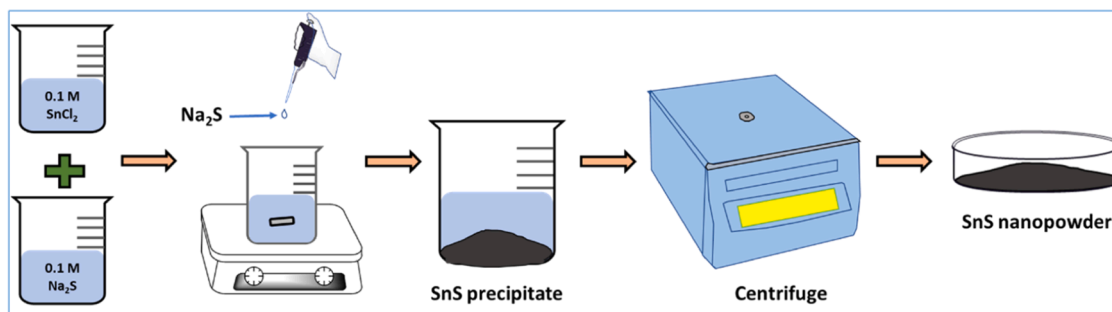 0.1 M
SnCl₂
0.1 M
Na₂S
Na₂S
SnS precipitate
Centrifuge
SnS nanopowder